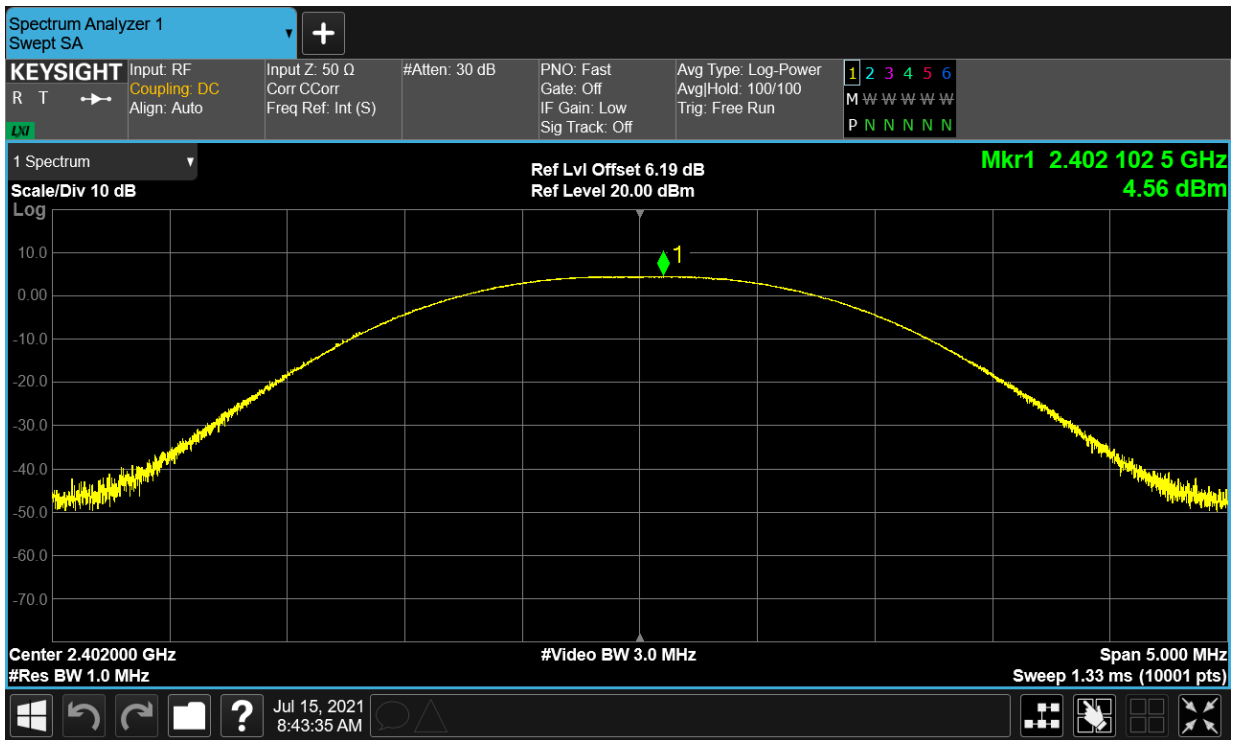 Spectrum Analyzer 1
Swept SA
+
KEYSIGHT
R T
LXI
Input: RF
Coupling: DC
Align: Auto
Input Z: 50 Ω
Corr CCorr
Freq Ref: Int (S)
#Atten: 30 dB
PNO: Fast
Gate: Off
IF Gain: Low
Sig Track: Off
Avg Type: Log-Power
Avg|Hold: 100/100
Trig: Free Run
1 2 3 4 5 6
M W W W W W
P N N N N N
1 Spectrum
Scale/Div 10 dB
Log
Ref Lvl Offset 6.19 dB
Ref Level 20.00 dBm
Mkr1 2.402 102 5 GHz
4.56 dBm
1
10.0
0.00
-10.0
-20.0
-30.0
-40.0
-50.0
-60.0
-70.0
Center 2.402000 GHz
#Res BW 1.0 MHz
#Video BW 3.0 MHz
Span 5.000 MHz
Sweep 1.33 ms (10001 pts)
?
Jul 15, 2021
8:43:35 AM